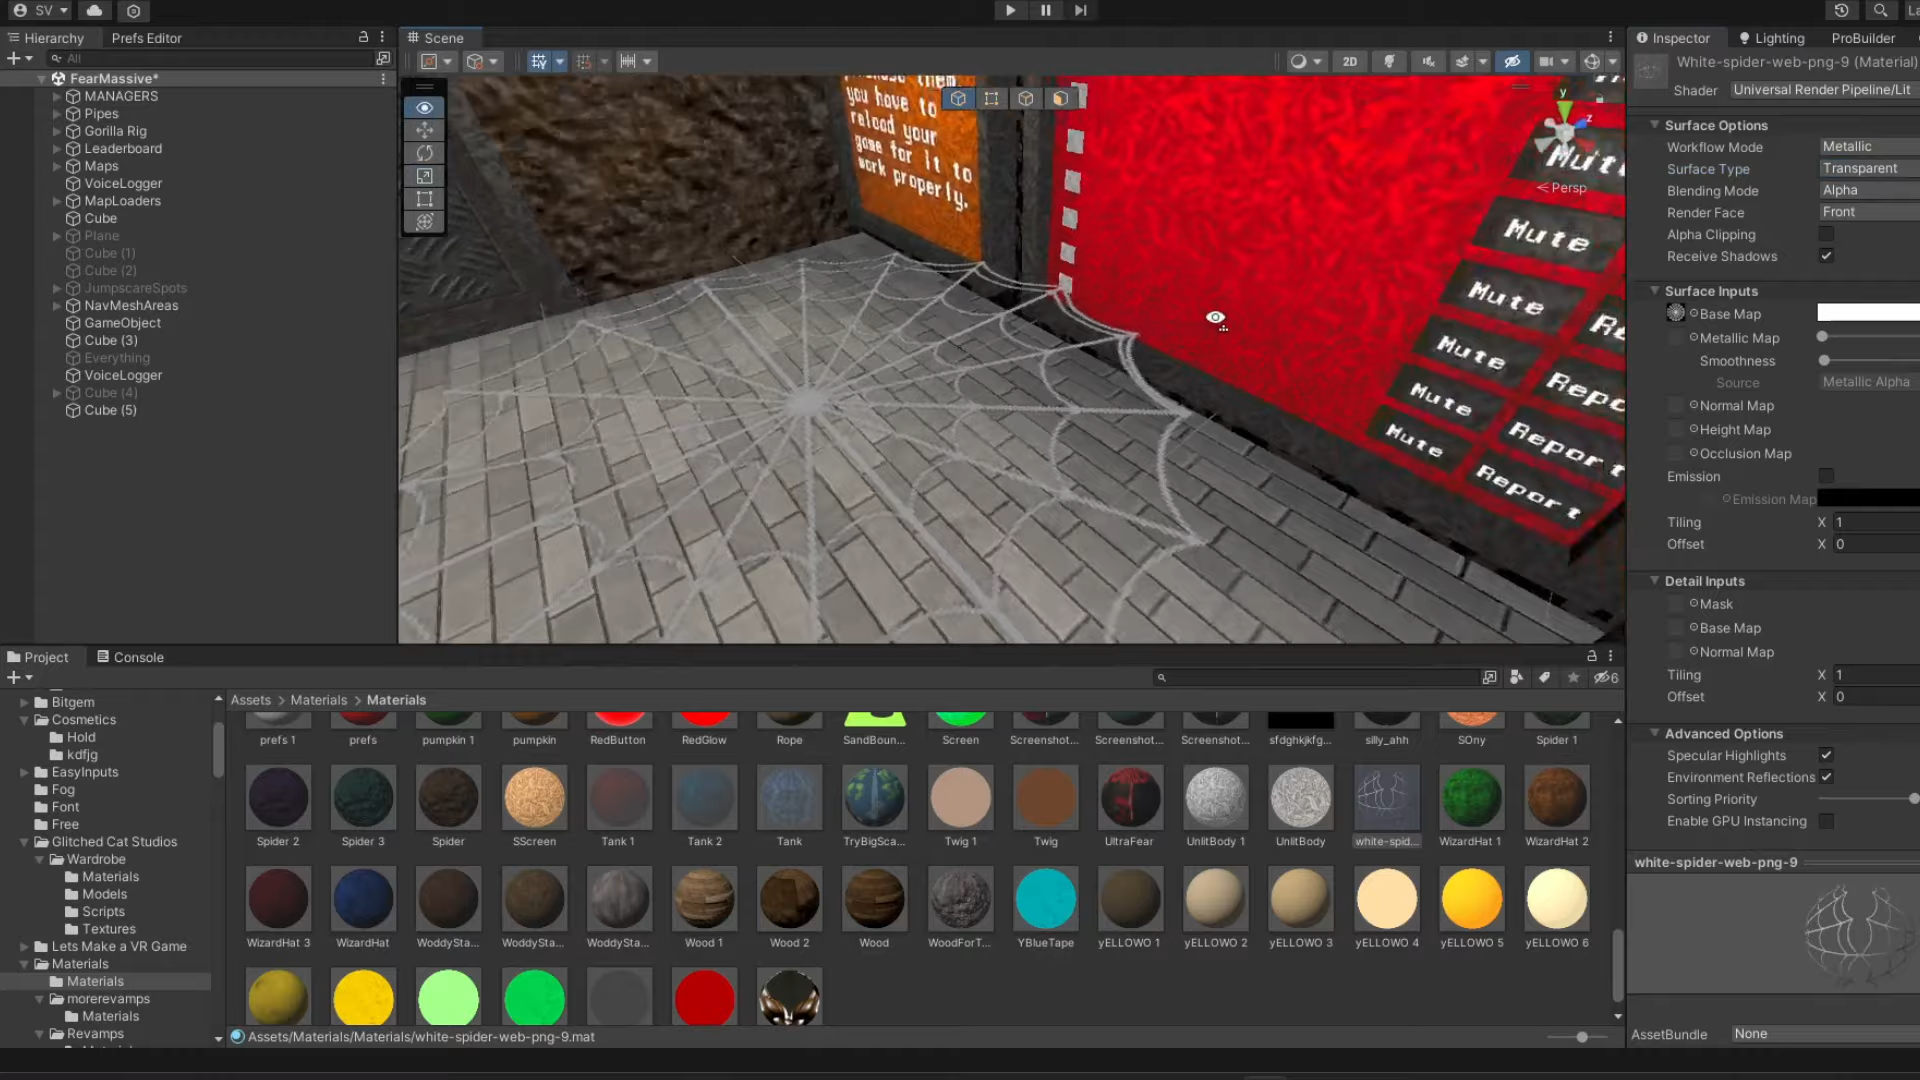 SV
La
Hierarchy
Prefs Editor
All
FearMassive*
MANAGERS
Pipes
Gorilla Rig
Leaderboard
Maps
VoiceLogger
MapLoaders
Cube
Plane
Cube (1)
Cube (2)
JumpscareSpots
NavMeshAreas
GameObject
Cube (3)
Everything
VoiceLogger
Cube (4)
Cube (5)
Scene
2D
you have to
reload your
game for it to
work properly.
y
z
Persp
Mute
Mute
Mute
Mute
Mute
Report
Report
Inspector
Lighting
ProBuilder
White-spider-web-png-9 (Material)
Shader
Universal Render Pipeline/Lit
Surface Options
Workflow Mode
Metallic
Surface Type
Transparent
Blending Mode
Alpha
Render Face
Front
Alpha Clipping
Receive Shadows
Surface Inputs
Base Map
Metallic Map
Smoothness
Source
Metallic Alpha
Normal Map
Height Map
Occlusion Map
Emission
Emission Map
Tiling
X 1
Offset
X 0
Detail Inputs
Mask
Base Map
Normal Map
Tiling
X 1
Offset
X 0
Advanced Options
Specular Highlights
Environment Reflections
Sorting Priority
Enable GPU Instancing
white-spider-web-png-9
AssetBundle
None
Project
Console
6
Bitgem
Cosmetics
Hold
kdfjg
EasyInputs
Fog
Font
Free
Glitched Cat Studios
Wardrobe
Materials
Models
Scripts
Textures
Lets Make a VR Game
Materials
Materials
morerevamps
Materials
Revamps
Assets > Materials > Materials
prefs 1
prefs
pumpkin 1
pumpkin
RedButton
RedGlow
Rope
SandBoun...
Screen
Screenshot...
Screenshot...
Screenshot...
sfdghkjkfg...
silly_ahh
SOny
Spider 1
Spider 2
Spider 3
Spider
SScreen
Tank 1
Tank 2
Tank
TryBigSca...
Twig 1
Twig
UltraFear
UnlitBody 1
UnlitBody
white-spid...
WizardHat 1
WizardHat 2
WizardHat 3
WizardHat
WoddySta...
WoddySta...
WoddySta...
Wood 1
Wood 2
Wood
WoodForT...
YBlueTape
yELLOWO 1
yELLOWO 2
yELLOWO 3
yELLOWO 4
yELLOWO 5
yELLOWO 6
Assets/Materials/Materials/white-spider-web-png-9.mat